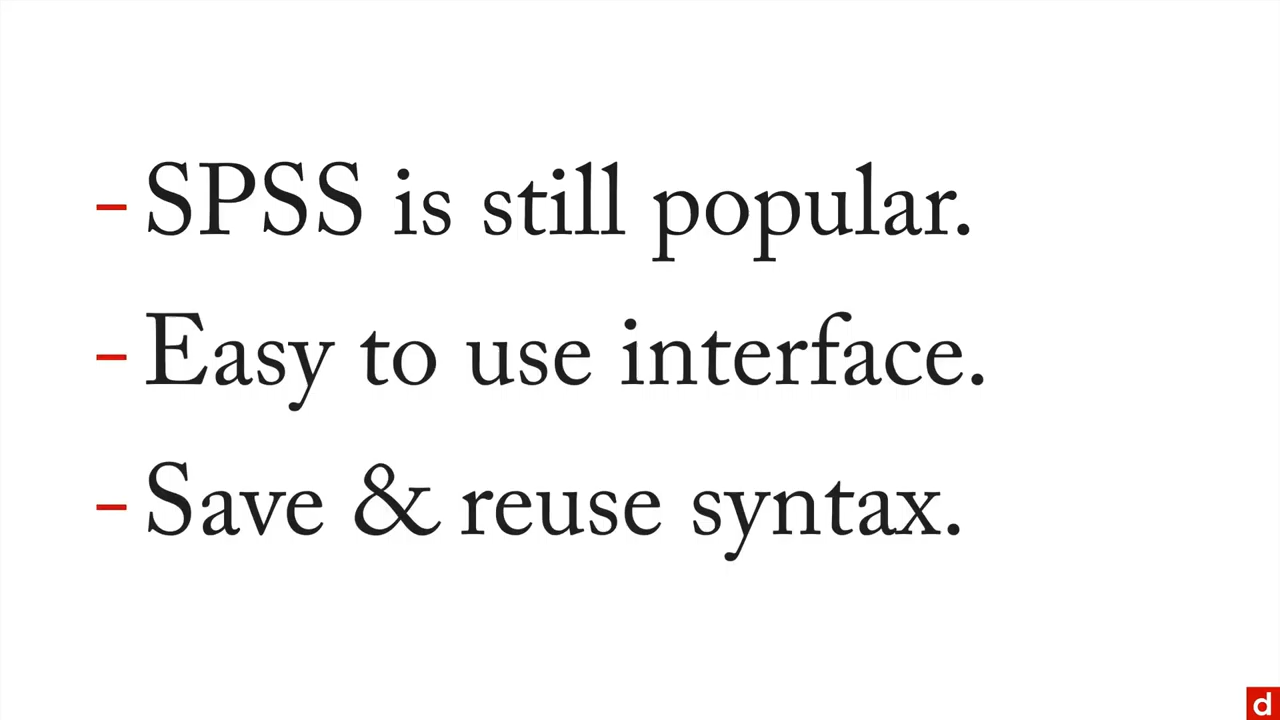 – SPSS is still popular.
– Easy to use interface.
– Save & reuse syntax.
d